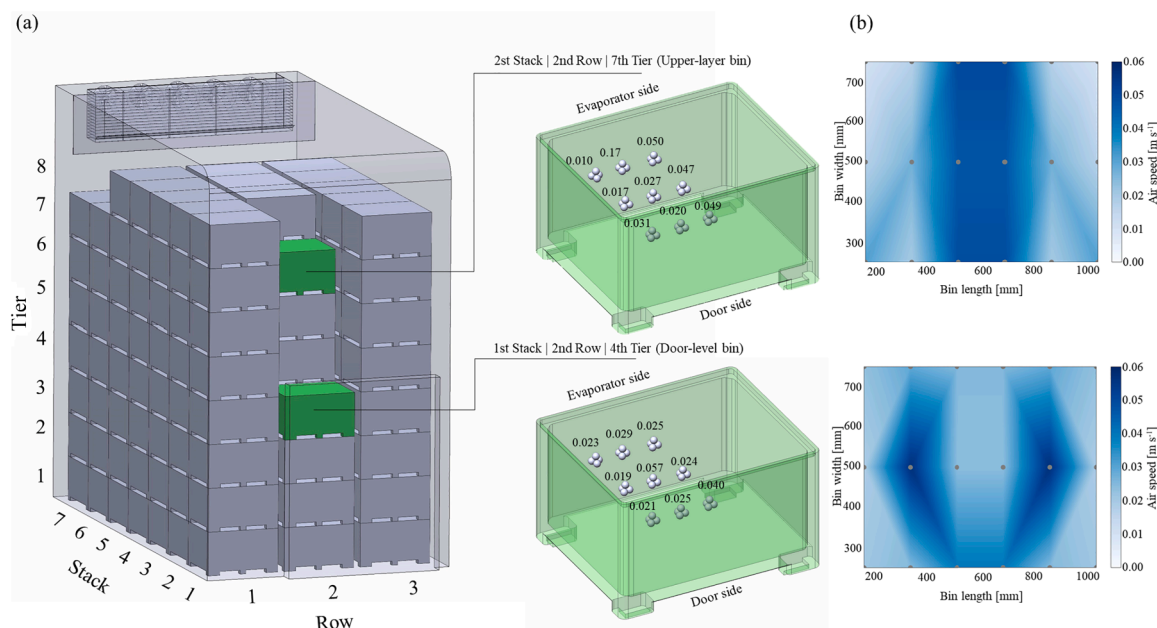 (a)
(b)
2st Stack | 2nd Row | 7th Tier (Upper-layer bin)
Evaporator side
0.010 0.17 0.050
0.017 0.027 0.047
0.031 0.020 0.049
Door side
1st Stack | 2nd Row | 4th Tier (Door-level bin)
Evaporator side
0.023 0.029 0.025
0.019 0.057 0.024
0.021 0.025 0.040
Door side
Tier
8
7
6
5
4
3
2
1
Stack
7 6 5 4 3 2 1
1 2 3
Row
Bin width [mm]
700
600
500
400
300
200 400 600 800 1000
Bin length [mm]
0.06
0.05
0.04
0.03
0.02
0.01
0.00
Air speed [m s⁻¹]
Bin width [mm]
700
600
500
400
300
200 400 600 800 1000
Bin length [mm]
0.06
0.05
0.04
0.03
0.02
0.01
0.00
Air speed [m s⁻¹]